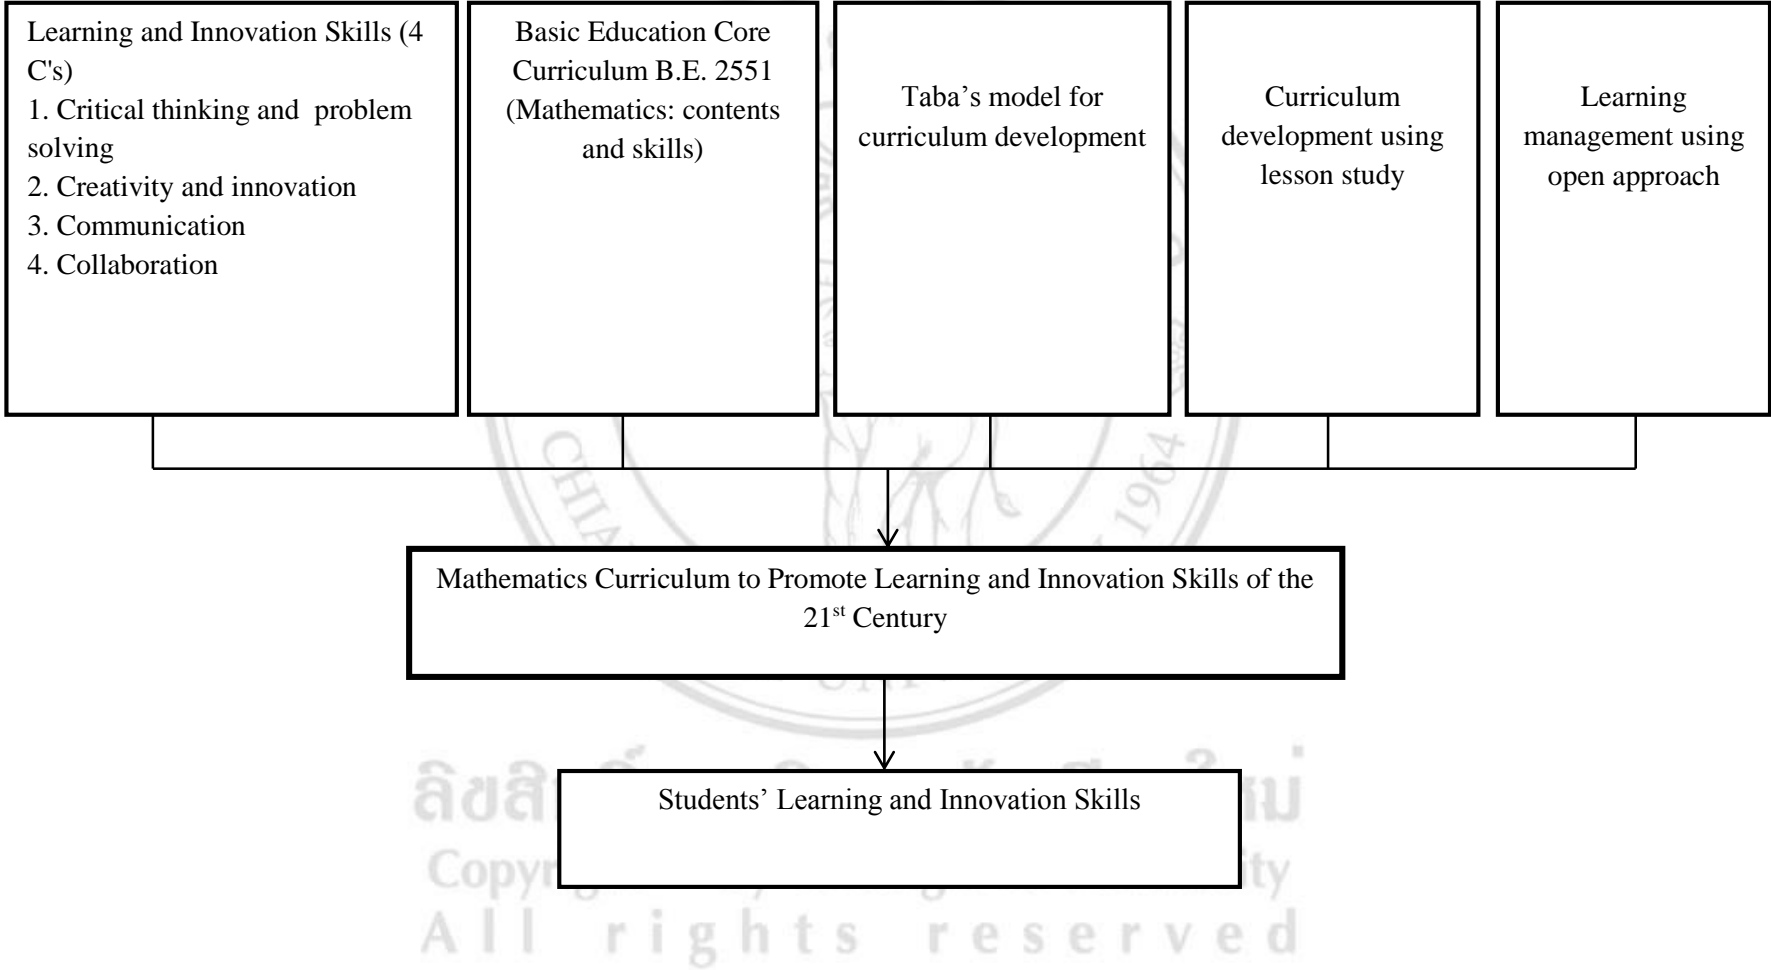 Learning and Innovation Skills (4
C's)
1. Critical thinking and problem
solving
2. Creativity and innovation
3. Communication
4. Collaboration
Basic Education Core
Curriculum B.E. 2551
(Mathematics: contents
and skills)
Taba’s model for
curriculum development
Curriculum
development using
lesson study
Learning
management using
open approach
1964
Mathematics Curriculum to Promote Learning and Innovation Skills of the
21st Century
Students’ Learning and Innovation Skills
All rights reserved